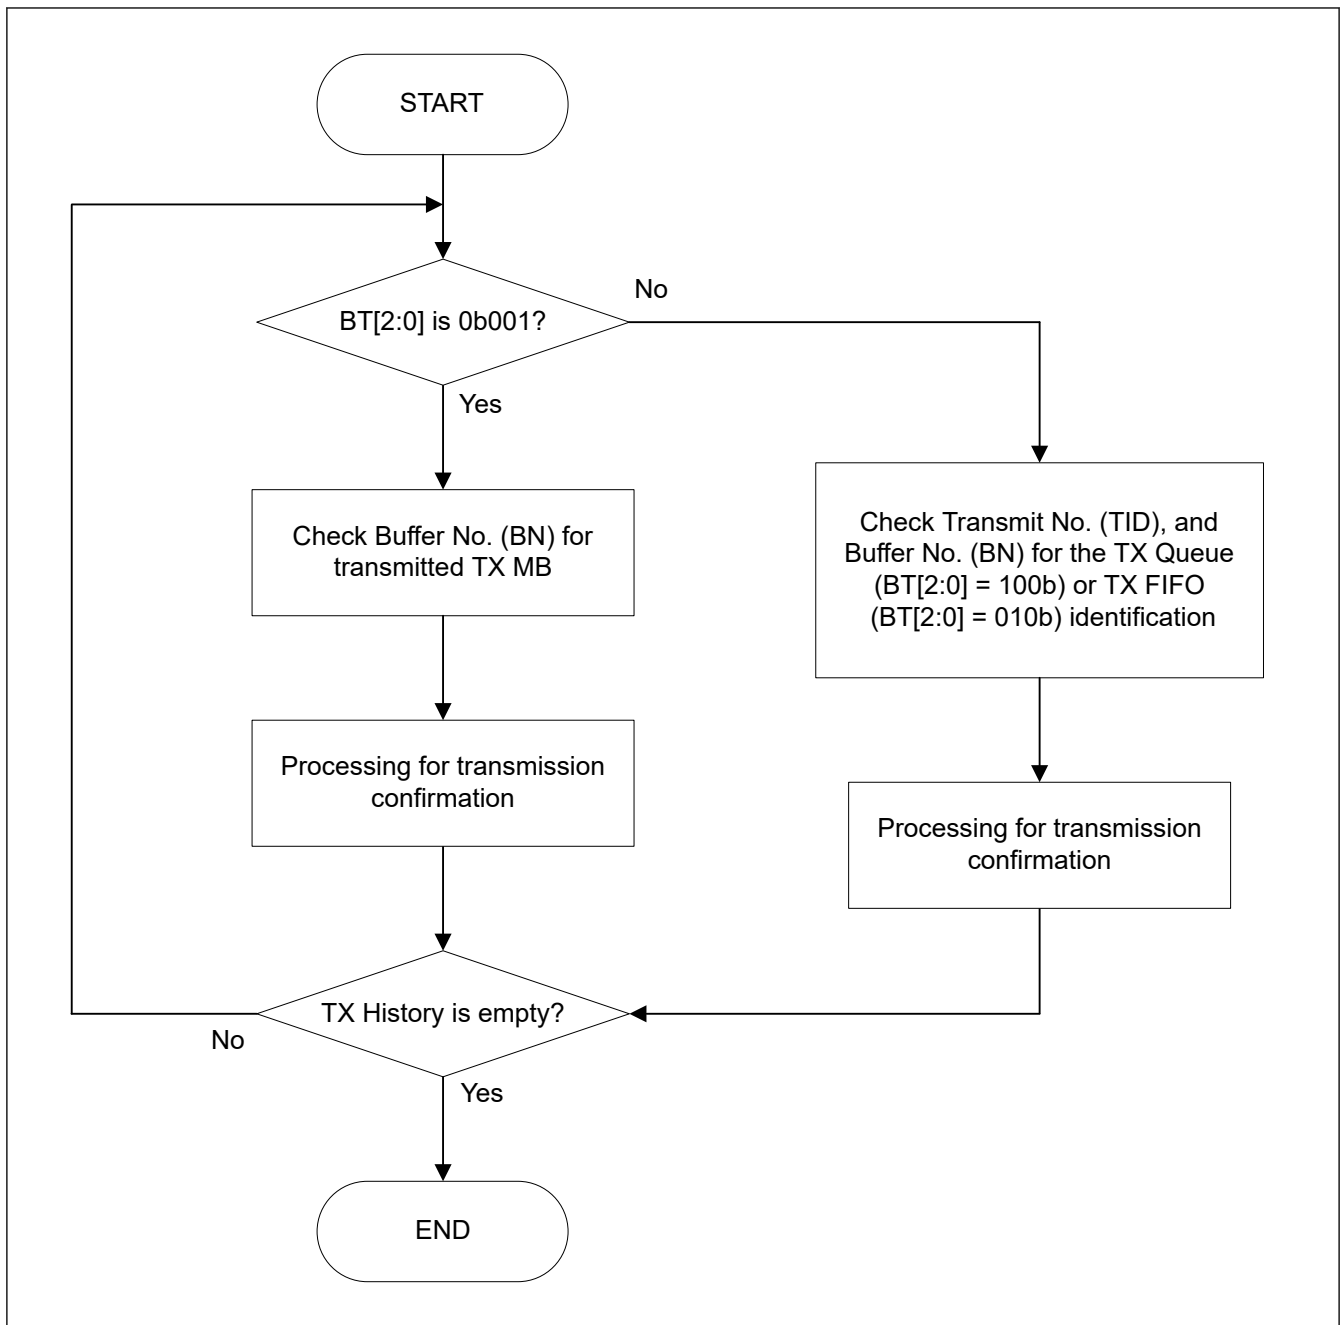 START
BT[2:0] is 0b001?
No
Yes
Check Buffer No. (BN) for
transmitted TX MB
Check Transmit No. (TID), and
Buffer No. (BN) for the TX Queue
(BT[2:0] = 100b) or TX FIFO
(BT[2:0] = 010b) identification
Processing for transmission
confirmation
Processing for transmission
confirmation
TX History is empty?
No
Yes
END